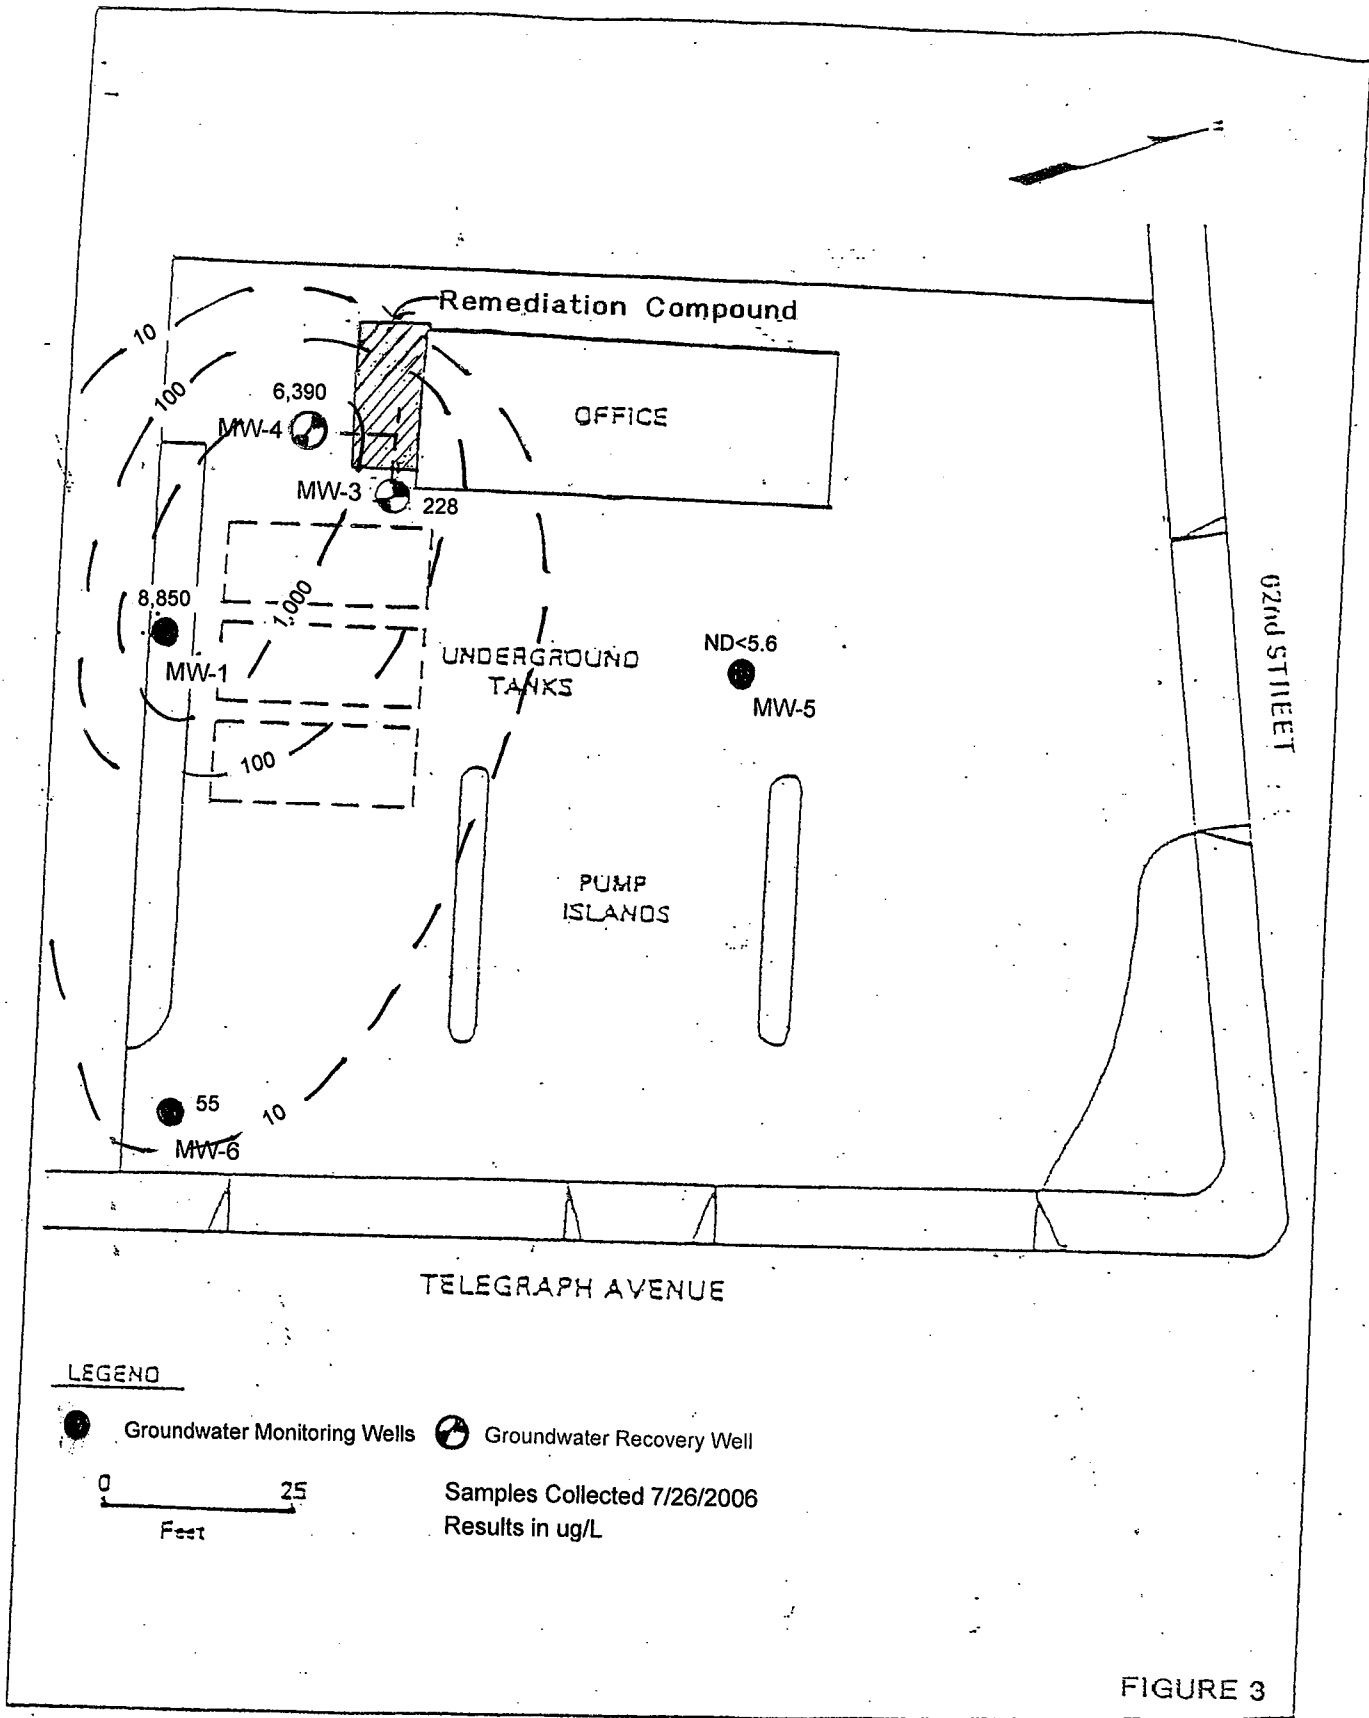 Remediation Compound
10
100
6,390
MW-4
OFFICE
MW-3
228
8,850
1,000
MW-1
UNDERGROUND
TANKS
ND<5.6
MW-5
62nd STREET
100
PUMP
ISLANDS
55
10
MW-6
TELEGRAPH AVENUE
LEGEND
Groundwater Monitoring Wells
Groundwater Recovery Well
0 25
Feet
Samples Collected 7/26/2006
Results in ug/L
FIGURE 3